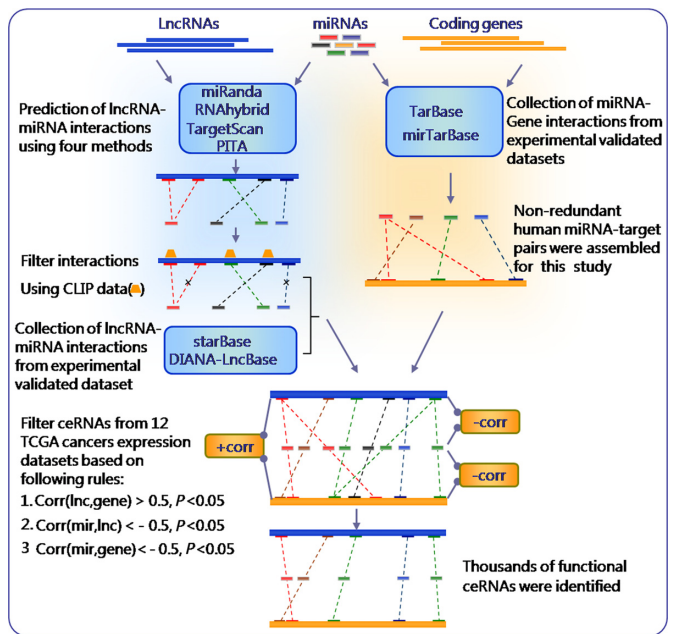 LncRNAs
miRNAs
Coding genes
Prediction of lncRNA-
miRNA interactions
using four methods
miRanda
RNAhybrid
TargetScan
PITA
TarBase
mirTarBase
Collection of miRNA-
Gene interactions from
experimental validated
datasets
Non-redundant
human miRNA-target
pairs were assembled
for this study
Filter interactions
Using CLIP data( )
Collection of lncRNA-
miRNA interactions
from experimental
validated dataset
starBase
DIANA-LncBase
Filter ceRNAs from 12
TCGA cancers expression
datasets based on
following rules:
1. Corr(lnc,gene) > 0.5, P<0.05
2. Corr(mir,lnc) < - 0.5, P<0.05
3 Corr(mir,gene) < - 0.5, P<0.05
+corr
-corr
-corr
Thousands of functional
ceRNAs were identified